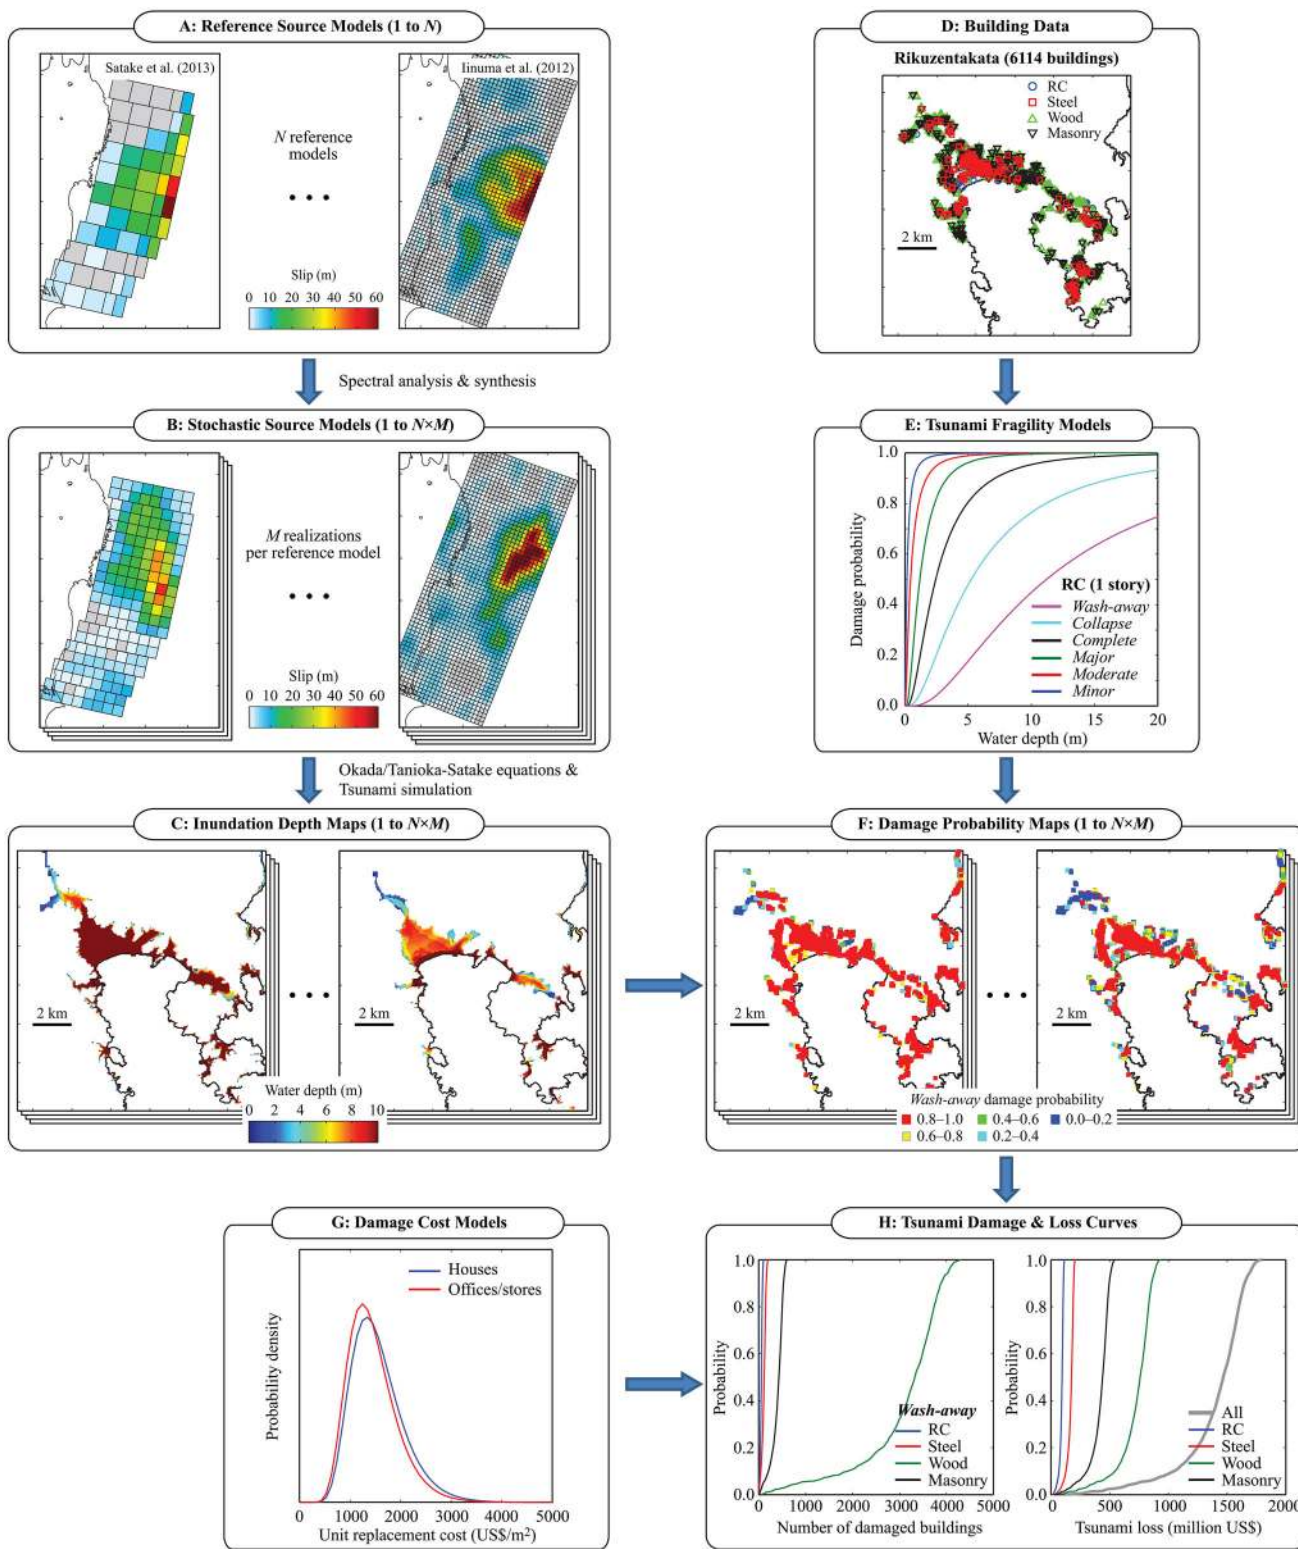 A: Reference Source Models (1 to N)
Satake et al. (2013)
Iinuma et al. (2012)
N reference
models
• • •
Slip (m)
0 10 20 30 40 50 60
Spectral analysis & synthesis
B: Stochastic Source Models (1 to N×M)
M realizations
per reference model
• • •
Slip (m)
0 10 20 30 40 50 60
Okada/Tanioka-Satake equations &
Tsunami simulation
C: Inundation Depth Maps (1 to N×M)
2 km
• • •
2 km
Water depth (m)
0 2 4 6 8 10
D: Building Data
Rikuzentakata (6114 buildings)
RC
Steel
Wood
Masonry
2 km
E: Tsunami Fragility Models
Damage probability
1.0
0.8
0.6
0.4
0.2
0.0
RC (1 story)
Wash-away
Collapse
Complete
Major
Moderate
Minor
0 5 10 15 20
Water depth (m)
F: Damage Probability Maps (1 to N×M)
2 km
• • •
2 km
Wash-away damage probability
0.8–1.0 0.4–0.6 0.0–0.2
0.6–0.8 0.2–0.4
G: Damage Cost Models
Probability density
Houses
Offices/stores
0 1000 2000 3000 4000 5000
Unit replacement cost (US$/m²)
H: Tsunami Damage & Loss Curves
Probability
1.0
0.8
0.6
0.4
0.2
0.0
Wash-away
RC
Steel
Wood
Masonry
0 1000 2000 3000 4000 5000
Number of damaged buildings
Probability
1.0
0.8
0.6
0.4
0.2
0.0
All
RC
Steel
Wood
Masonry
0 500 1000 1500 2000
Tsunami loss (million US$)